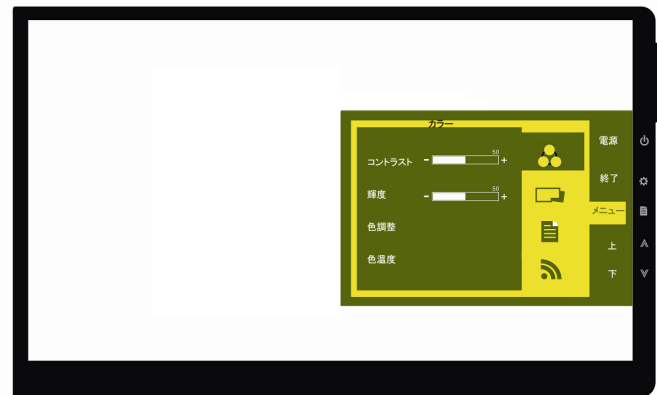 カラー
コントラスト - 50 +
輝度 - 50 +
色調整
色温度
電源
終了
メニュー
上
下